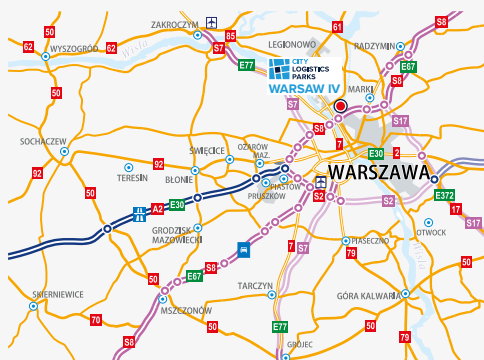 ZAKROCZYM
85
S7
62
50
62
WYSZOGRÓD
Wisła
E77
LEGIONOWO
61
RADZYMIN
S8
E67
S8
CITY
LOGISTICS
PARKS
WARSAW IV
MARKI
S7
S17
50
SOCHACZEW
92
92
TERESIN
BŁONIE
ŚWIĘCICE
OŻARÓW
MAZ.
S8
7
E30
2
WARSZAWA
PIASTÓW
PRUSZKÓW
S2
S2
E372
17
S17
50
A2
E30
GRODZISK
MAZOWIECKI
S8
7
S7
PIASECZNO
79
OTWOCK
Wisła
50
E67
50
SKIERNIEWICE
70
MSZCZONÓW
TARCZYN
GÓRA KALWARIA
50
S8
E77
50
79
GRÓJEC